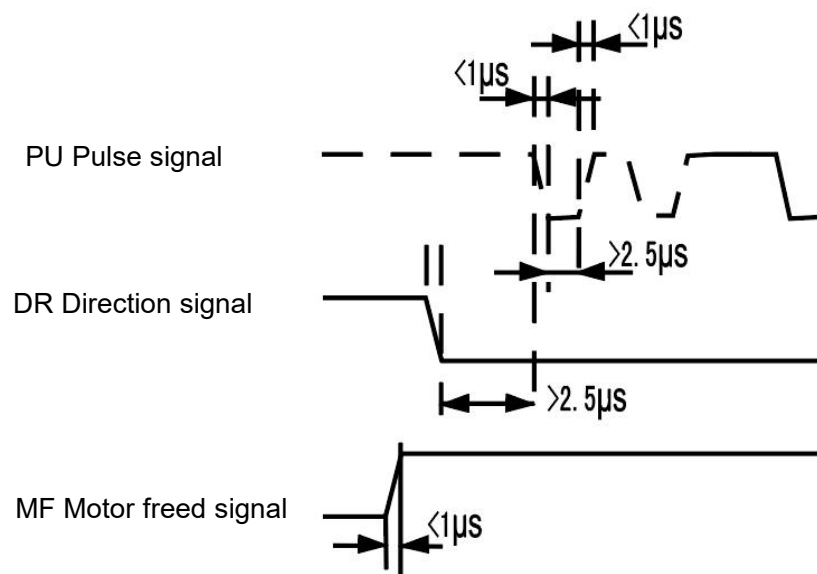 <1μs
<1μs
PU Pulse signal
>2.5μs
DR Direction signal
>2.5μs
MF Motor freed signal
<1μs